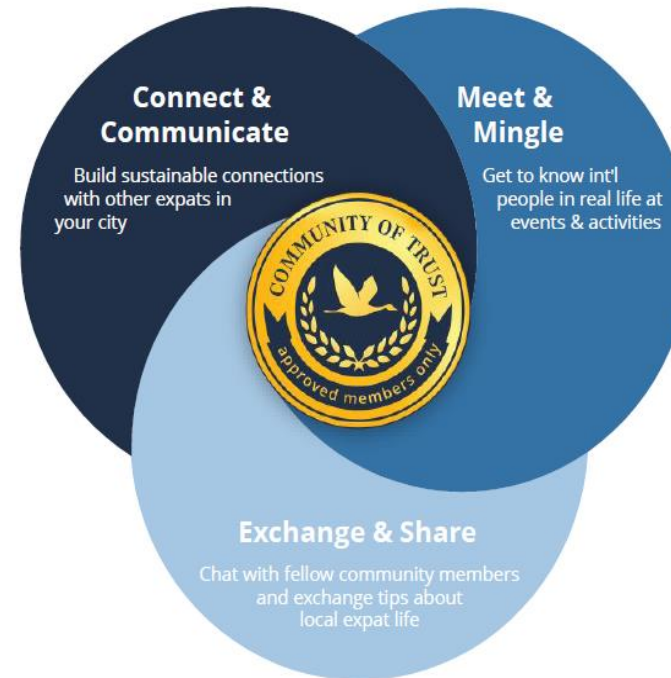 Connect &
Communicate
Build sustainable connections
with other expats in
your city
Meet &
Mingle
Get to know int'l
people in real life at
events & activities
COMMUNITY OF TRUST
approved members only
Exchange & Share
Chat with fellow community members
and exchange tips about
local expat life